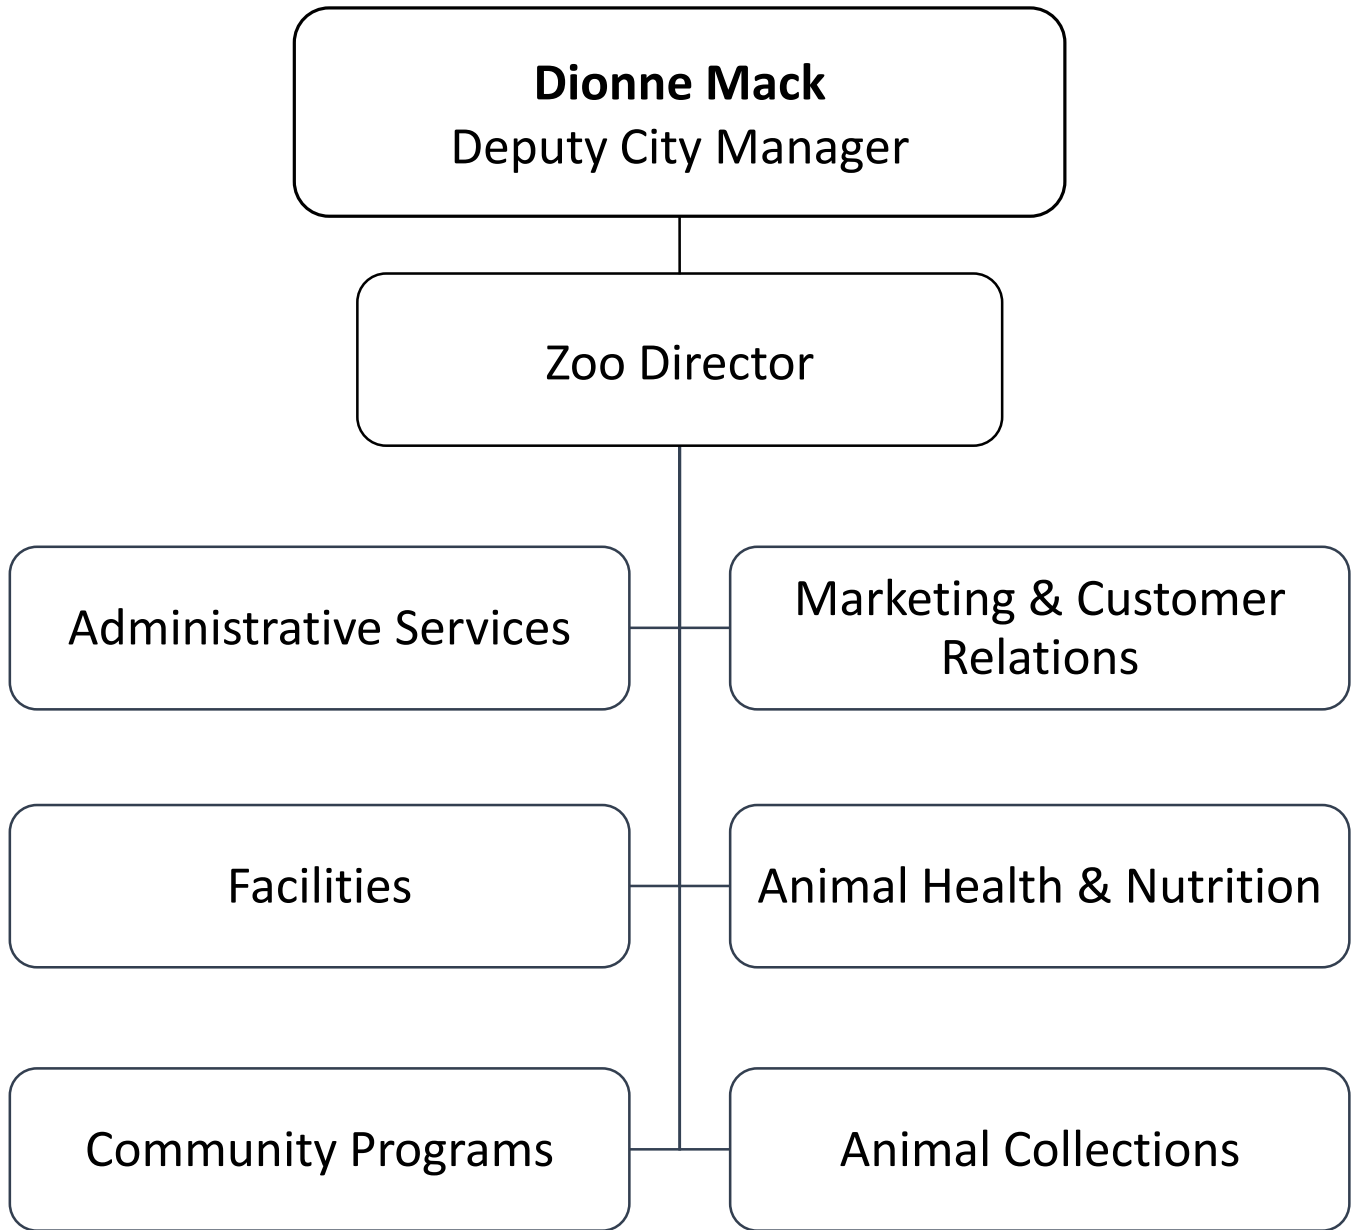 Dionne Mack
Deputy City Manager
Zoo Director
Administrative Services
Marketing & Customer
Relations
Facilities
Animal Health & Nutrition
Community Programs
Animal Collections